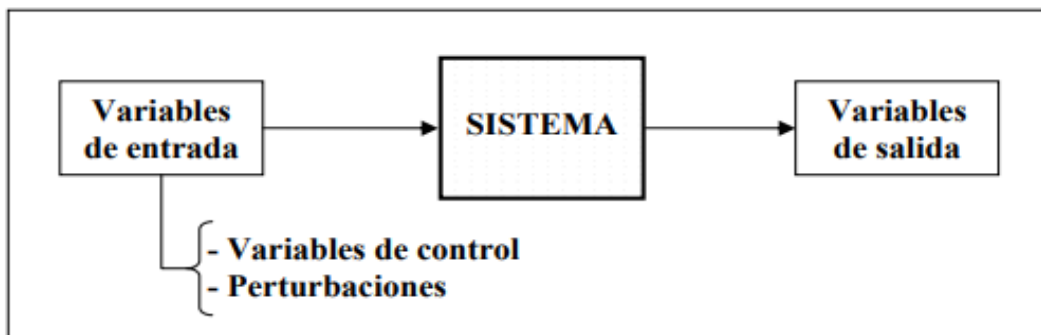 Variables
de entrada
SISTEMA
Variables
de salida
- Variables de control
- Perturbaciones